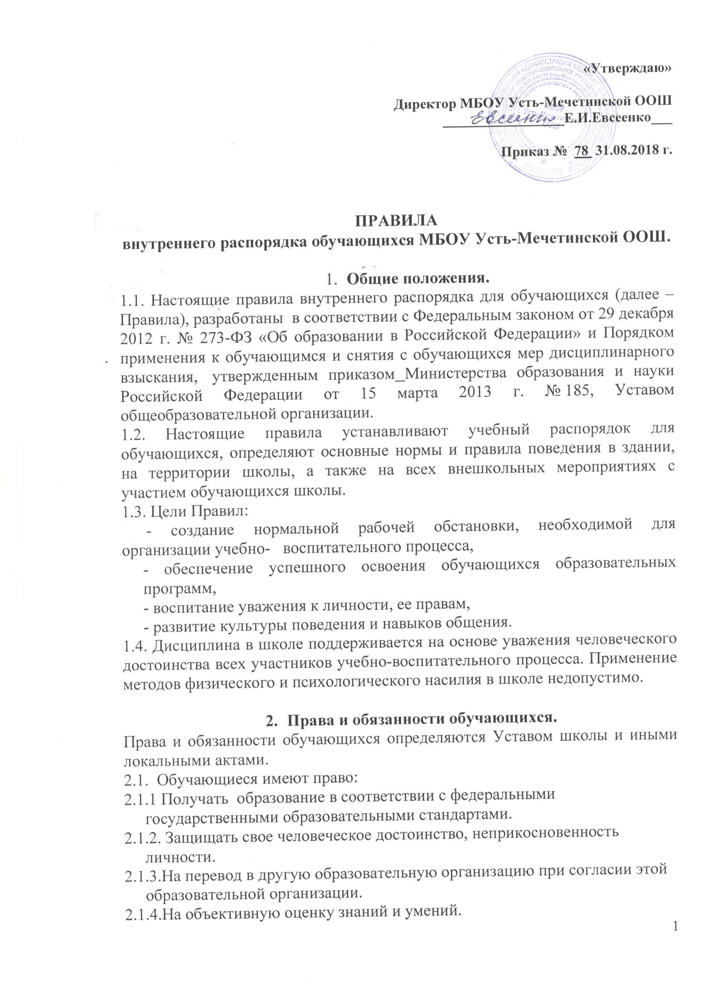 «Утверждаю»
Директор МБОУ Усть-Мечетинской ООШ
Евсеенко Е.И.Евсеенко___
Приказ № 78 31.08.2018 г.
ПРАВИЛА
внутреннего распорядка обучающихся МБОУ Усть-Мечетинской ООШ.
1. Общие положения.
1.1. Настоящие правила внутреннего распорядка для обучающихся (далее –
Правила), разработаны в соответствии с Федеральным законом от 29 декабря
2012 г. № 273-ФЗ «Об образовании в Российской Федерации» и Порядком
применения к обучающимся и снятия с обучающихся мер дисциплинарного
взыскания, утвержденным приказом_Министерства образования и науки
Российской Федерации от 15 марта 2013 г. № 185, Уставом
общеобразовательной организации.
1.2. Настоящие правила устанавливают учебный распорядок для
обучающихся, определяют основные нормы и правила поведения в здании,
на территории школы, а также на всех внешкольных мероприятиях с
участием обучающихся школы.
1.3. Цели Правил:
- создание нормальной рабочей обстановки, необходимой для
организации учебно- воспитательного процесса,
- обеспечение успешного освоения обучающихся образовательных
программ,
- воспитание уважения к личности, ее правам,
- развитие культуры поведения и навыков общения.
1.4. Дисциплина в школе поддерживается на основе уважения человеческого
достоинства всех участников учебно-воспитательного процесса. Применение
методов физического и психологического насилия в школе недопустимо.
2. Права и обязанности обучающихся.
Права и обязанности обучающихся определяются Уставом школы и иными
локальными актами.
2.1. Обучающиеся имеют право:
2.1.1 Получать образование в соответствии с федеральными
государственными образовательными стандартами.
2.1.2. Защищать свое человеческое достоинство, неприкосновенность
личности.
2.1.3.На перевод в другую образовательную организацию при согласии этой
образовательной организации.
2.1.4.На объективную оценку знаний и умений.
1
МБОУ
Усть-Мечетинская
ООШ